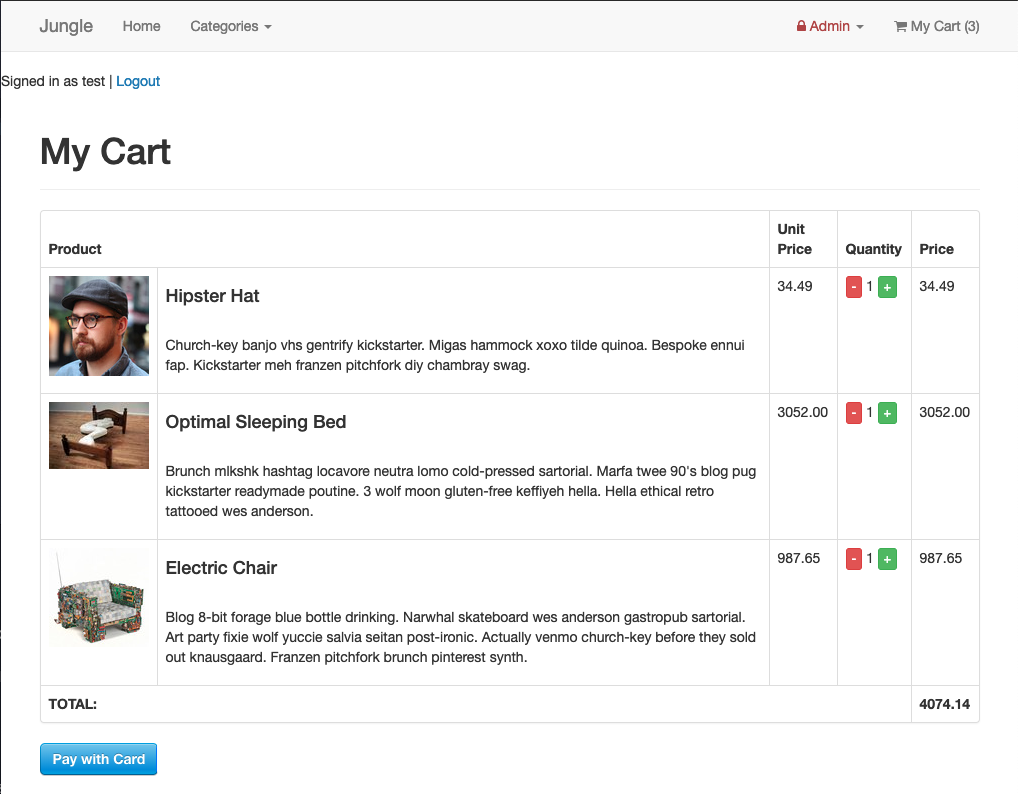 Jungle Home Categories Admin My Cart (3)
Signed in as test | Logout
My Cart
Product Unit Price Quantity Price
Hipster Hat 34.49 - 1 + 34.49
Church-key banjo vhs gentrify kickstarter. Migas hammock xoxo tilde quinoa. Bespoke ennui
fap. Kickstarter meh franzen pitchfork diy chambray swag.
Optimal Sleeping Bed 3052.00 - 1 + 3052.00
Brunch mlkshk hashtag locavore neutra lomo cold-pressed sartorial. Marfa twee 90's blog pug
kickstarter readymade poutine. 3 wolf moon gluten-free keffiyeh hella. Hella ethical retro
tattooed wes anderson.
Electric Chair 987.65 - 1 + 987.65
Blog 8-bit forage blue bottle drinking. Narwhal skateboard wes anderson gastropub sartorial.
Art party fixie wolf yuccie salvia seitan post-ironic. Actually venmo church-key before they sold
out knausgaard. Franzen pitchfork brunch pinterest synth.
TOTAL: 4074.14
Pay with Card